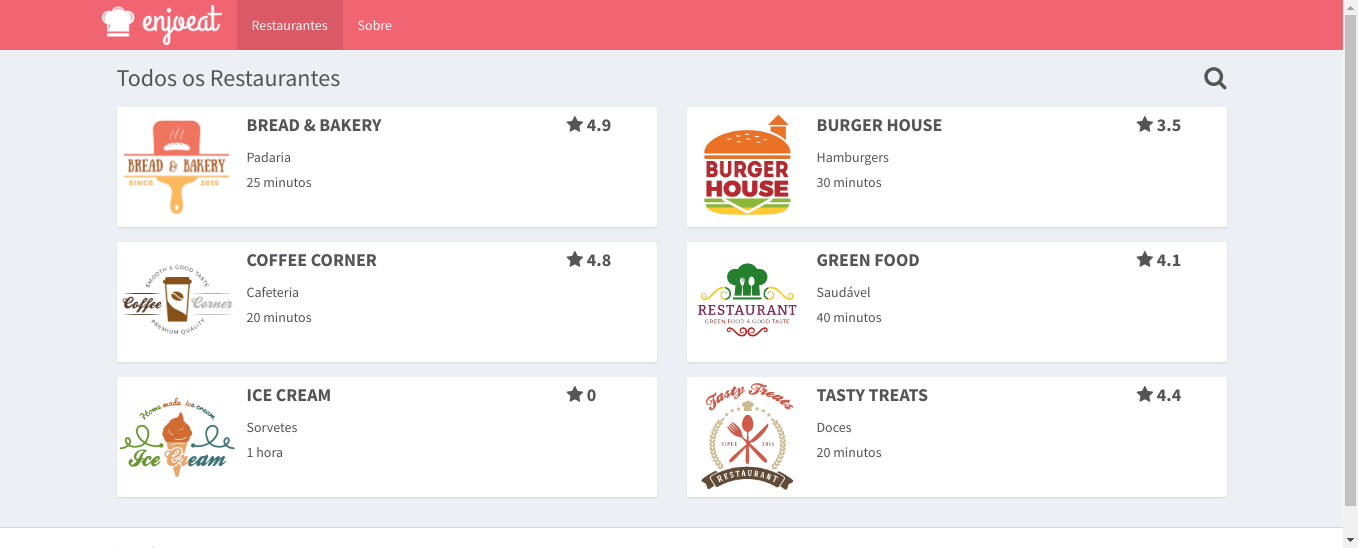 enjoeat Restaurantes Sobre
Todos os Restaurantes
BREAD & BAKERY
SINCE 2015
BREAD & BAKERY 4.9
Padaria
25 minutos
BURGER
HOUSE
BURGER HOUSE 3.5
Hamburgers
30 minutos
SMOOTH & GOOD TASTE
Coffee Corner
PREMIUM QUALITY
COFFEE CORNER 4.8
Cafeteria
20 minutos
RESTAURANT
GREEN FOOD & GOOD TASTE
GREEN FOOD 4.1
Saudável
40 minutos
Home made ice cream
Ice Cream
ICE CREAM 0
Sorvetes
1 hora
Tasty Treats
SINCE 2015
RESTAURANT
TASTY TREATS 4.4
Doces
20 minutos